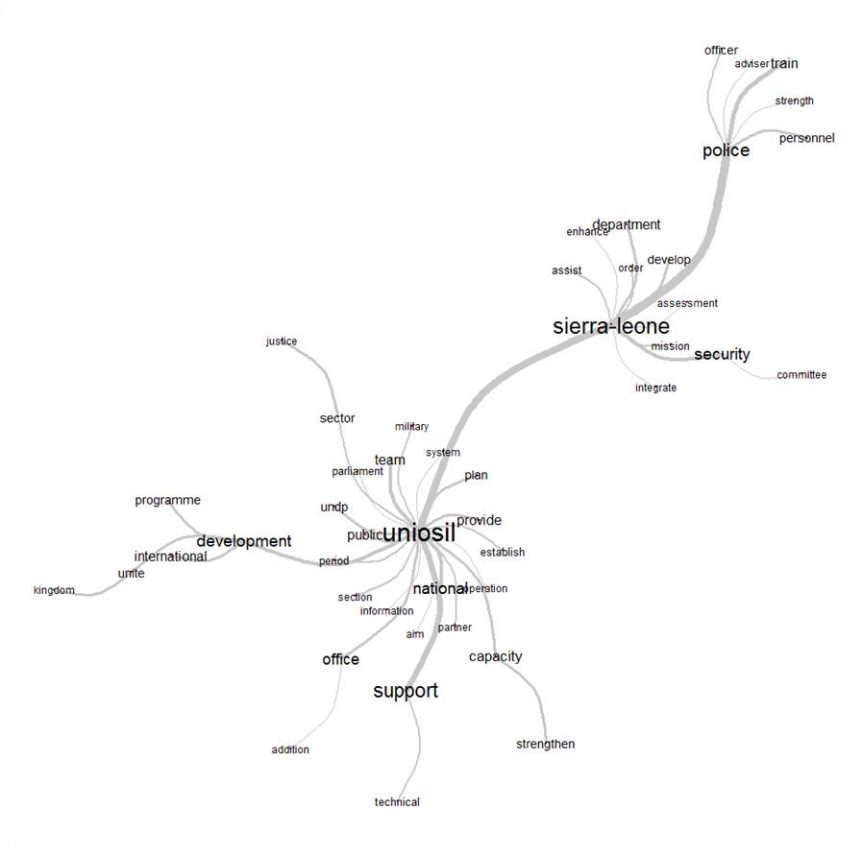 officer
adviser
train
strength
personnel
police
department
enhance
develop
order
assist
assessment
sierra-leone
mission
security
committee
integrate
justice
sector
military
system
team
parliament
plan
programme
undp
provide
public
uniosil
development
establish
international
period
unite
national
operation
kingdom
section
information
partner
aim
capacity
office
support
strengthen
addition
technical